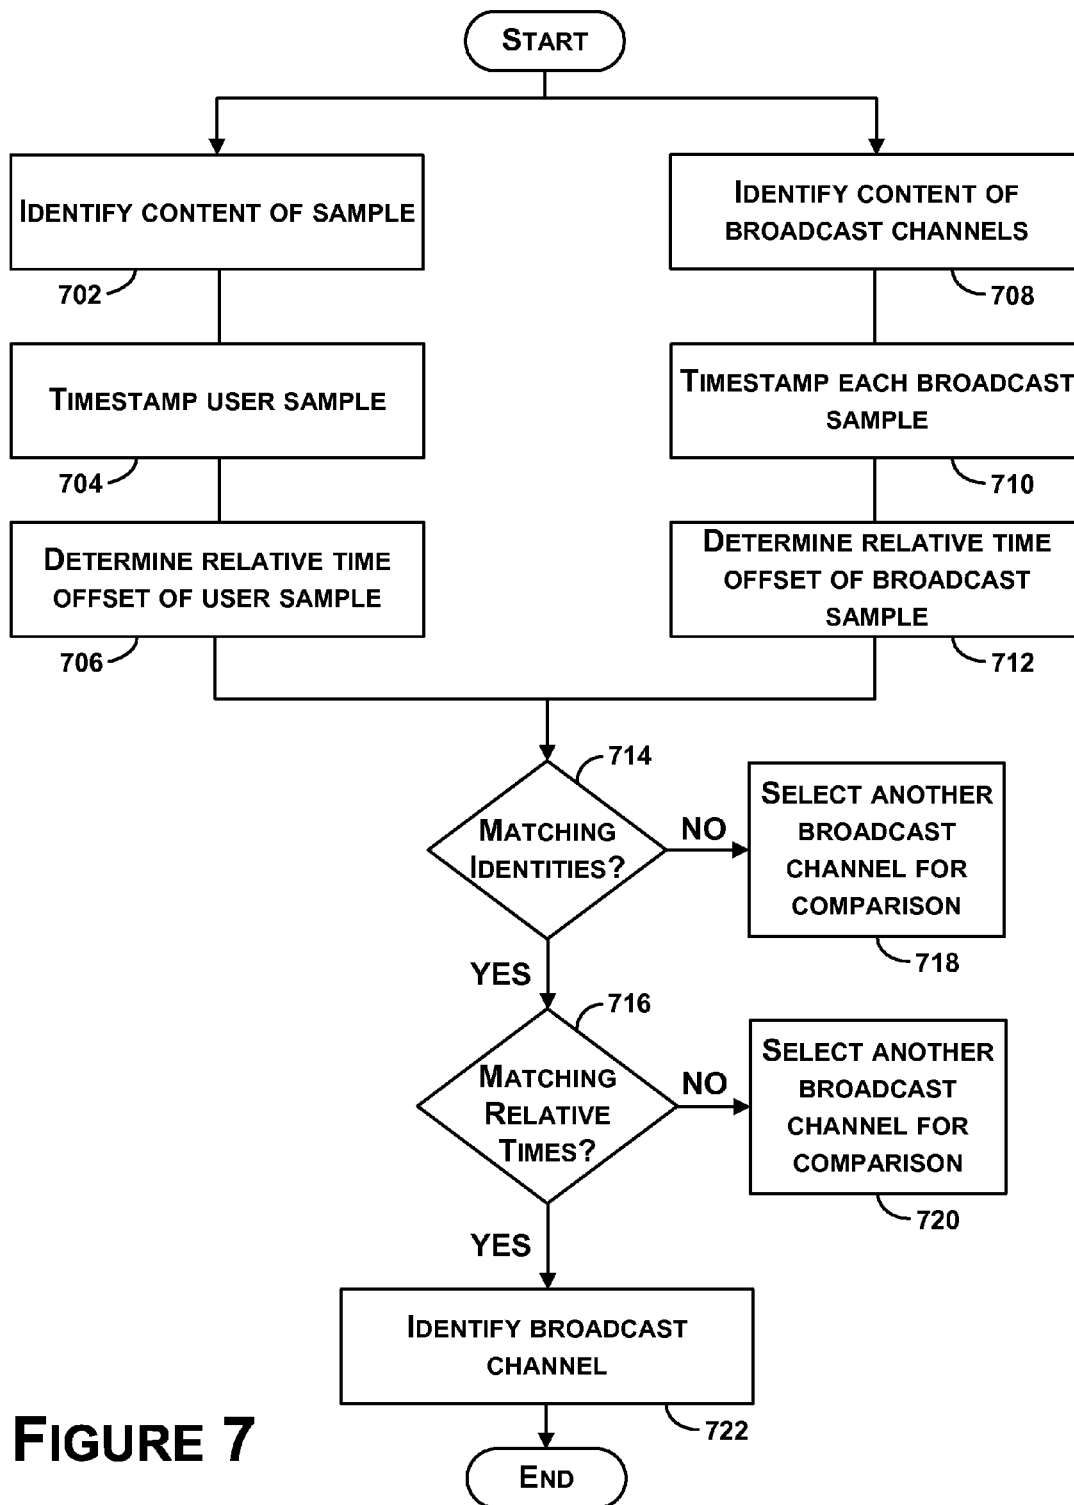 START
IDENTIFY CONTENT OF SAMPLE
702
TIMESTAMP USER SAMPLE
704
DETERMINE RELATIVE TIME
OFFSET OF USER SAMPLE
706
IDENTIFY CONTENT OF
BROADCAST CHANNELS
708
TIMESTAMP EACH BROADCAST
SAMPLE
710
DETERMINE RELATIVE TIME
OFFSET OF BROADCAST
SAMPLE
712
714
MATCHING
IDENTITIES?
NO
SELECT ANOTHER
BROADCAST
CHANNEL FOR
COMPARISON
718
YES
716
MATCHING
RELATIVE
TIMES?
NO
SELECT ANOTHER
BROADCAST
CHANNEL FOR
COMPARISON
720
YES
IDENTIFY BROADCAST
CHANNEL
722
END
FIGURE 7